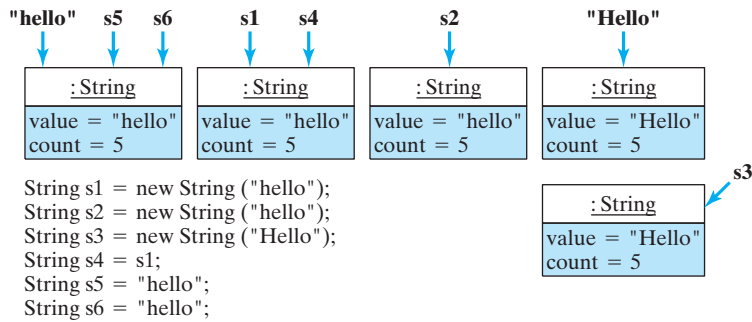 "hello" s5 s6 s1 s4 s2 "Hello"
: String : String : String : String
value = "hello" value = "hello" value = "hello" value = "Hello"
count = 5 count = 5 count = 5 count = 5
s3
: String
value = "Hello"
count = 5
String s1 = new String ("hello");
String s2 = new String ("hello");
String s3 = new String ("Hello");
String s4 = s1;
String s5 = "hello";
String s6 = "hello";